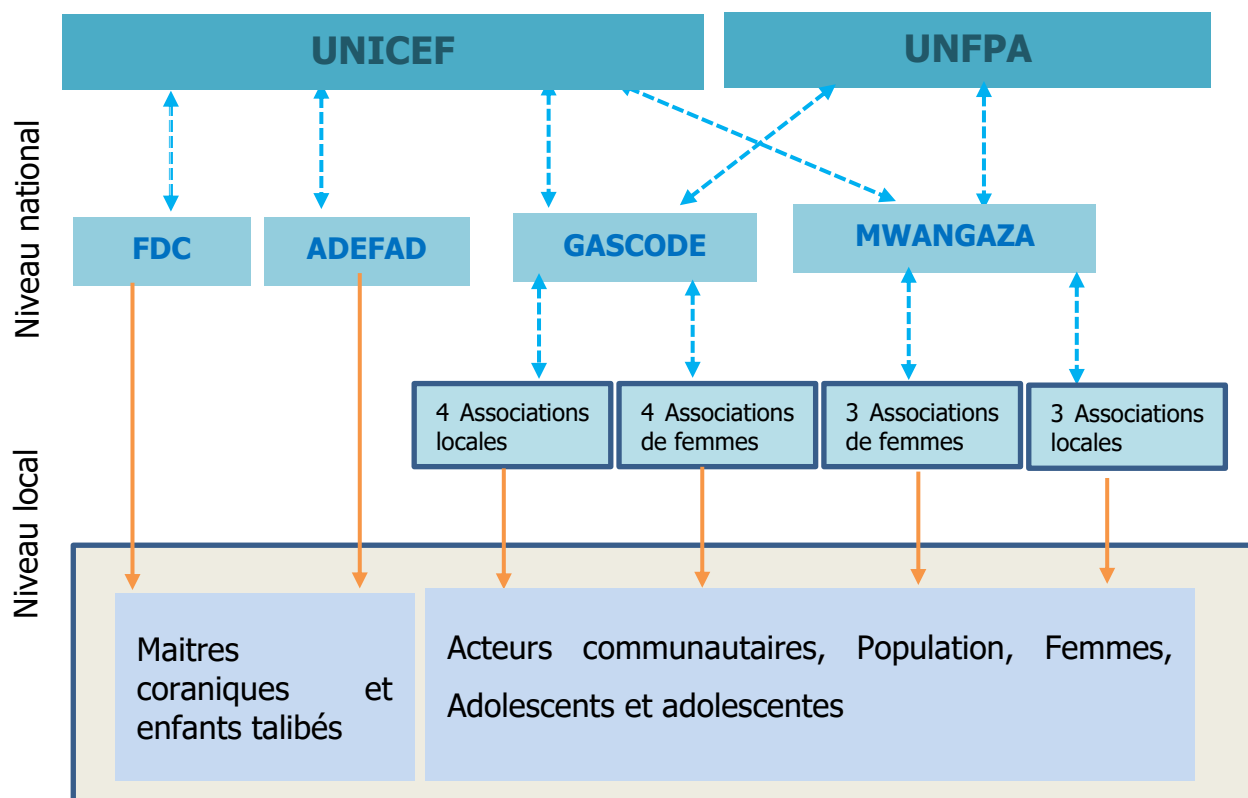 UNICEF
UNFPA
Niveau national
FDC
ADEFAD
GASCODE
MWANGAZA
4 Associations
locales
4 Associations
de femmes
3 Associations
de femmes
3 Associations
locales
Niveau local
Maitres
coraniques et
enfants talibés
Acteurs communautaires, Population, Femmes,
Adolescents et adolescentes